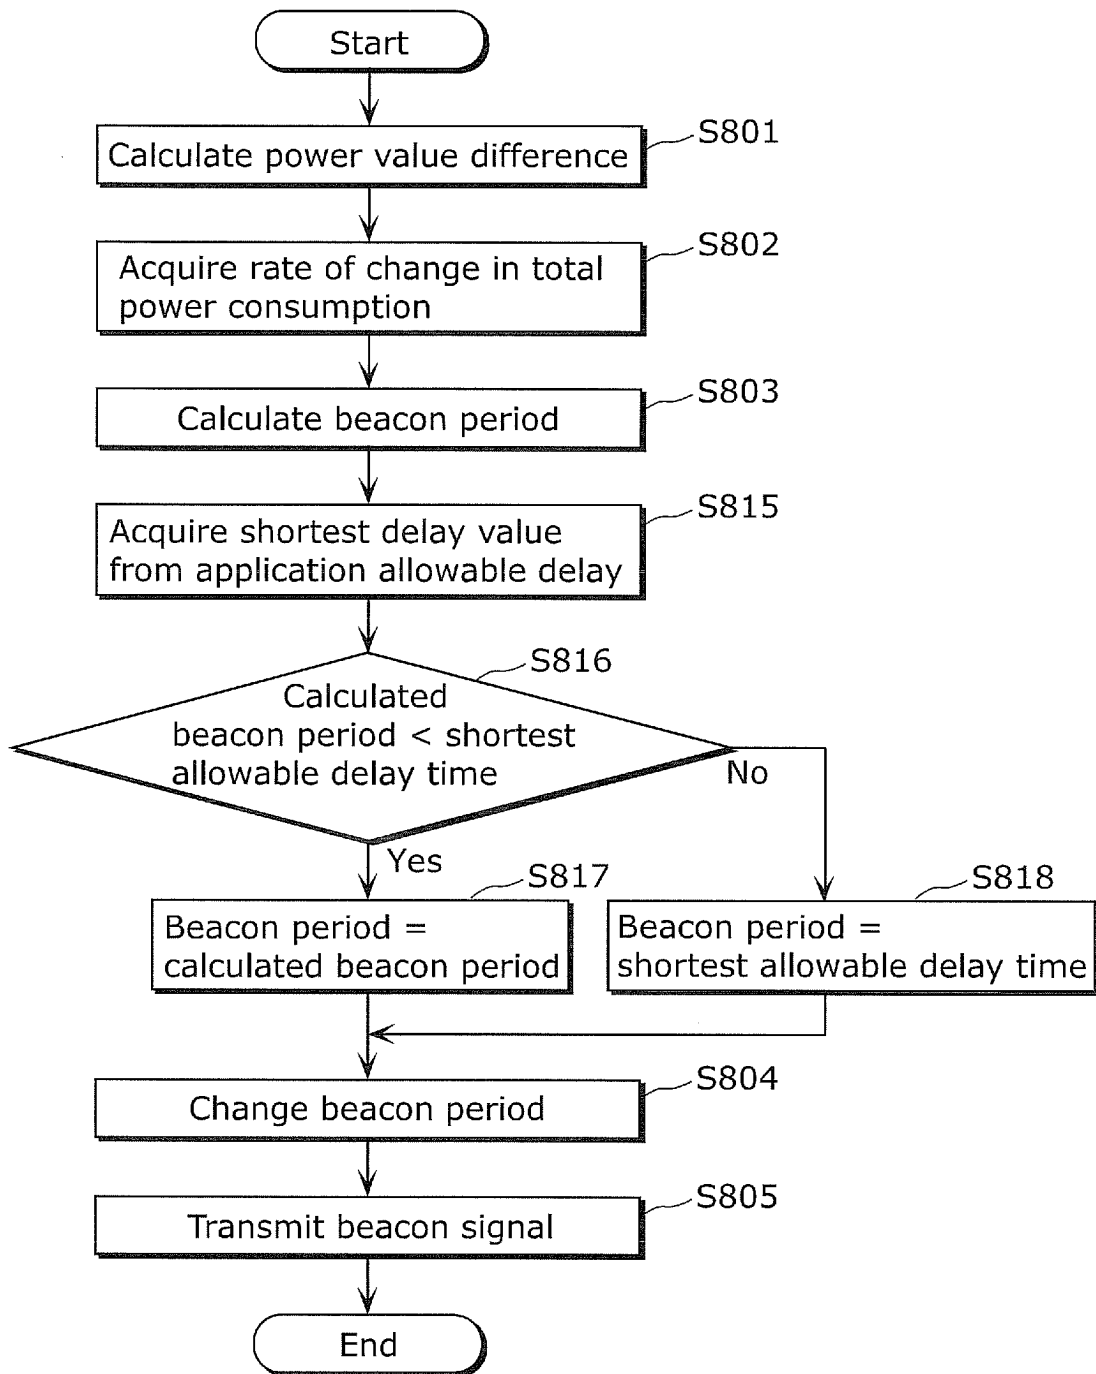 Start
S801
Calculate power value difference
S802
Acquire rate of change in total
power consumption
S803
Calculate beacon period
S815
Acquire shortest delay value
from application allowable delay
S816
Calculated
beacon period < shortest
allowable delay time
No
Yes
S817
Beacon period =
calculated beacon period
S818
Beacon period =
shortest allowable delay time
S804
Change beacon period
S805
Transmit beacon signal
End